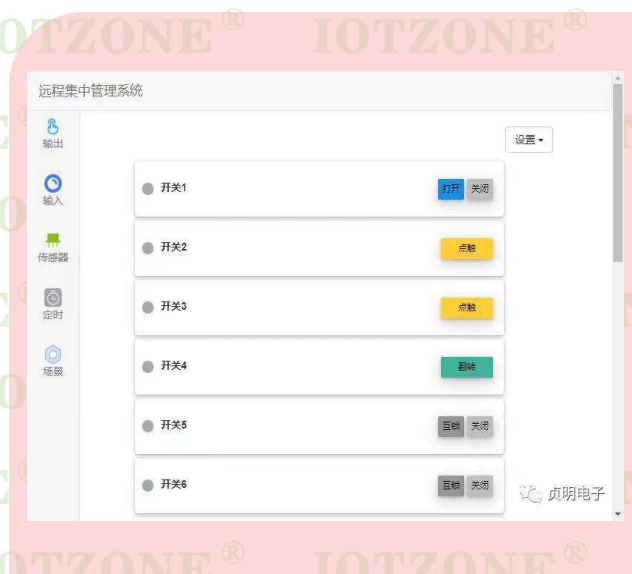 IOTZONE® IOTZONE®
远程集中管理系统
输出
设置
输入
开关1 打开 关闭
传感器
开关2 点触
定时
开关3 点触
场景
开关4 翻转
开关5 互锁 关闭
开关6 互锁 关闭
贞明电子
IOTZONE® IOTZONE®